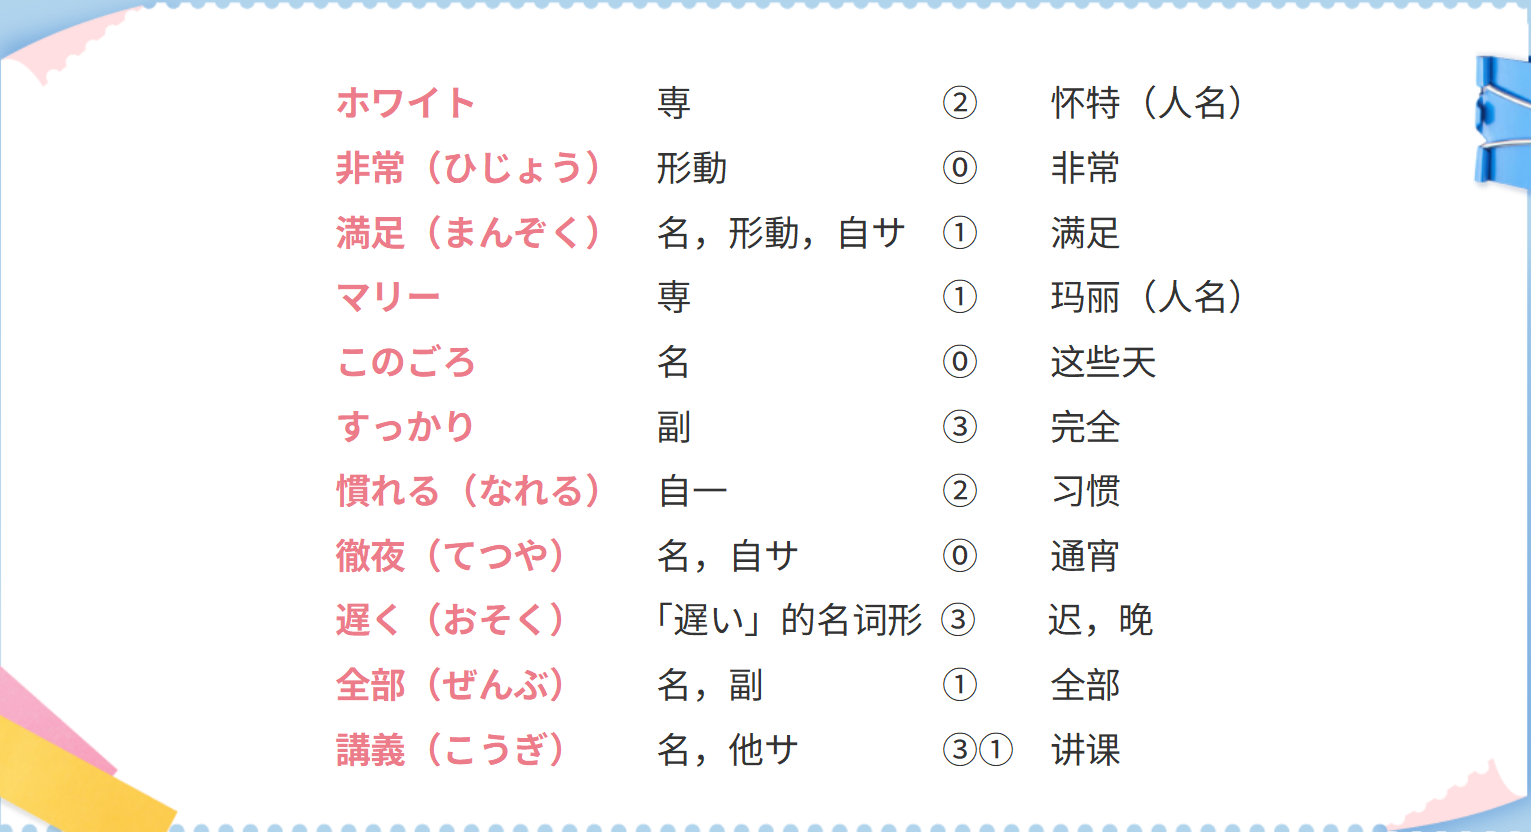 ホワイト 専 ② 怀特（人名）
非常（ひじょう） 形動 ⓪ 非常
満足（まんぞく） 名，形動，自サ ① 满足
マリー 専 ① 玛丽（人名）
このごろ 名 ⓪ 这些天
すっかり 副 ③ 完全
慣れる（なれる） 自一 ② 习惯
徹夜（てつや） 名，自サ ⓪ 通宵
遅く（おそく） 「遅い」的名词形 ③ 迟，晚
全部（ぜんぶ） 名，副 ① 全部
講義（こうぎ） 名，他サ ③① 讲课